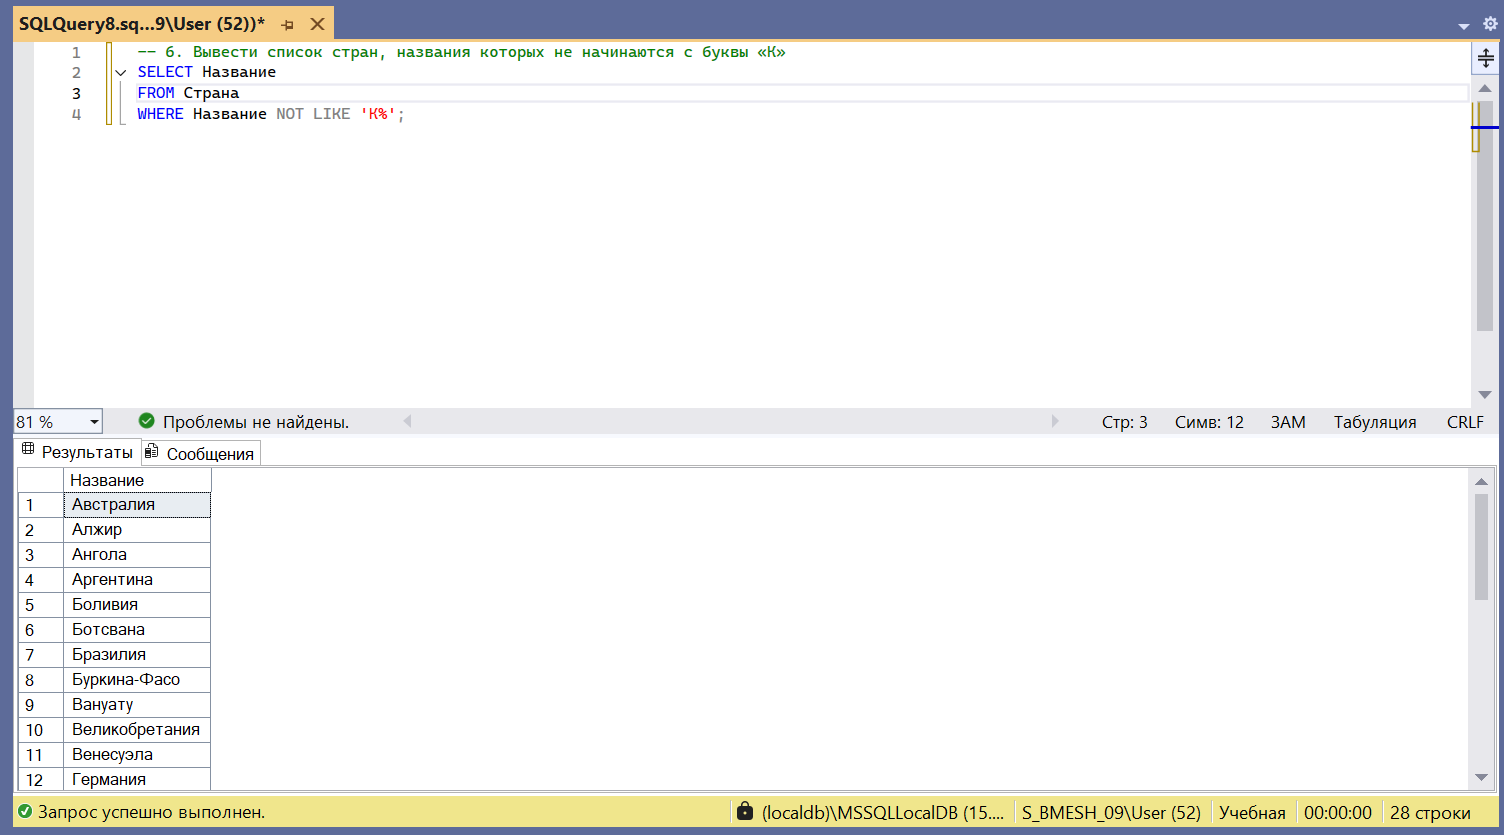 SQLQuery8.sq...9\User (52))*
1 -- 6. Вывести список стран, названия которых не начинаются с буквы «К»
2 SELECT Название
3 FROM Страна
4 WHERE Название NOT LIKE 'К%';
81 % Проблемы не найдены. Стр: 3 Симв: 12 ЗАМ Табуляция CRLF
Результаты Сообщения
Название
1 Австралия
2 Алжир
3 Ангола
4 Аргентина
5 Боливия
6 Ботсвана
7 Бразилия
8 Буркина-Фасо
9 Вануату
10 Великобретания
11 Венесуэла
12 Германия
Запрос успешно выполнен. (localdb)\MSSQLLocalDB (15.... S_BMESH_09\User (52) Учебная 00:00:00 28 строки